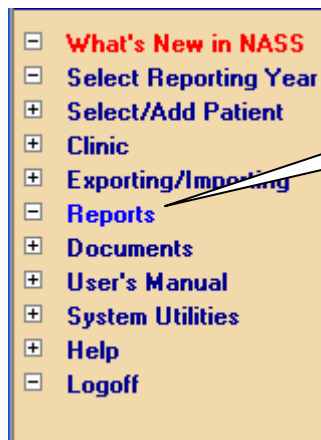 What's New in NASS
Select Reporting Year
Select/Add Patient
Clinic
Exporting/Importing
Reports
Documents
User's Manual
System Utilities
Help
Logoff